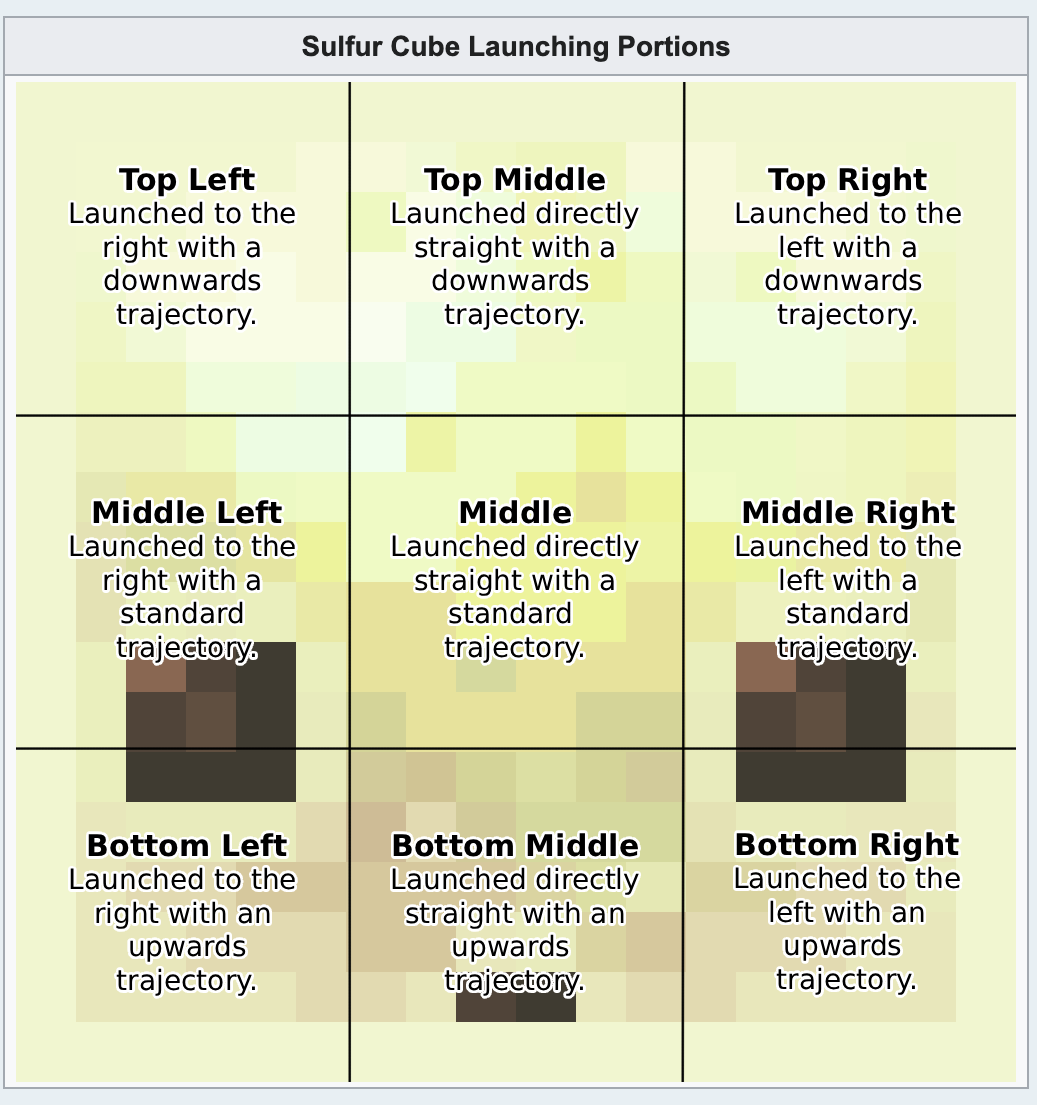 Sulfur Cube Launching Portions
Top Left
Launched to the
right with a
downwards
trajectory.
Top Middle
Launched directly
straight with a
downwards
trajectory.
Top Right
Launched to the
left with a
downwards
trajectory.
Middle Left
Launched to the
right with a
standard
trajectory.
Middle
Launched directly
straight with a
standard
trajectory.
Middle Right
Launched to the
left with a
standard
trajectory.
Bottom Left
Launched to the
right with an
upwards
trajectory.
Bottom Middle
Launched directly
straight with an
upwards
trajectory.
Bottom Right
Launched to the
left with an
upwards
trajectory.